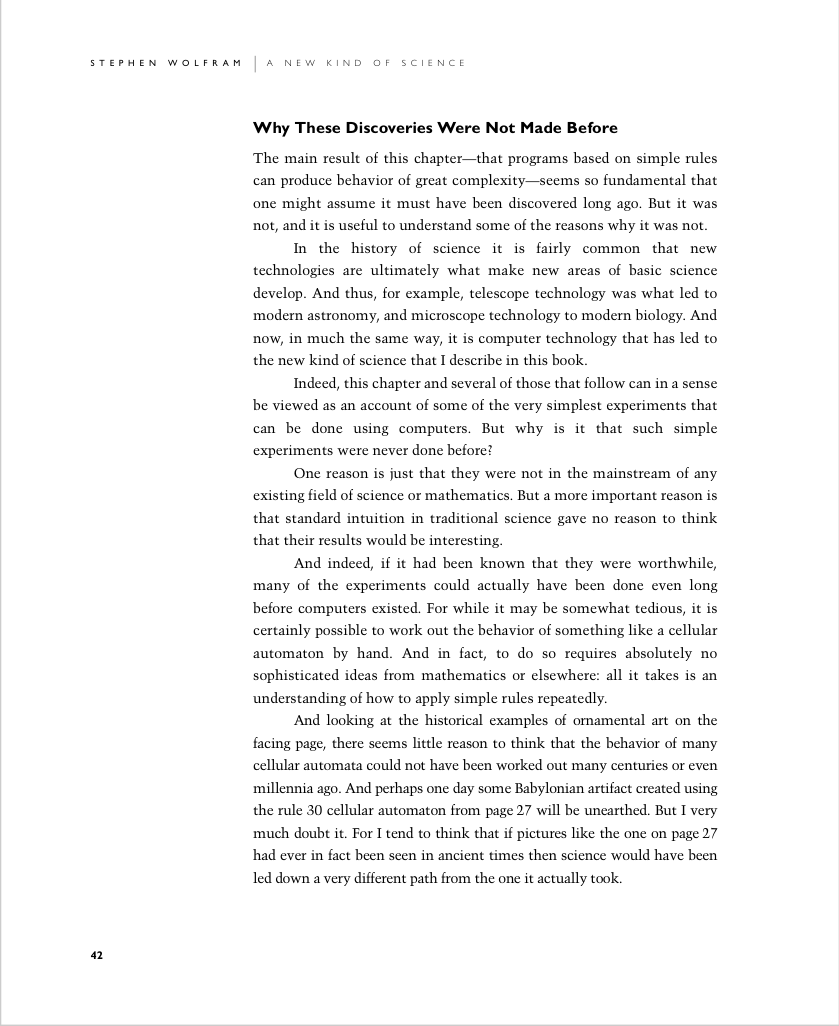 STEPHEN WOLFRAM | A NEW KIND OF SCIENCE
Why These Discoveries Were Not Made Before
The main result of this chapter—that programs based on simple rules
can produce behavior of great complexity—seems so fundamental that
one might assume it must have been discovered long ago. But it was
not, and it is useful to understand some of the reasons why it was not.
In the history of science it is fairly common that new
technologies are ultimately what make new areas of basic science
develop. And thus, for example, telescope technology was what led to
modern astronomy, and microscope technology to modern biology. And
now, in much the same way, it is computer technology that has led to
the new kind of science that I describe in this book.
Indeed, this chapter and several of those that follow can in a sense
be viewed as an account of some of the very simplest experiments that
can be done using computers. But why is it that such simple
experiments were never done before?
One reason is just that they were not in the mainstream of any
existing field of science or mathematics. But a more important reason is
that standard intuition in traditional science gave no reason to think
that their results would be interesting.
And indeed, if it had been known that they were worthwhile,
many of the experiments could actually have been done even long
before computers existed. For while it may be somewhat tedious, it is
certainly possible to work out the behavior of something like a cellular
automaton by hand. And in fact, to do so requires absolutely no
sophisticated ideas from mathematics or elsewhere: all it takes is an
understanding of how to apply simple rules repeatedly.
And looking at the historical examples of ornamental art on the
facing page, there seems little reason to think that the behavior of many
cellular automata could not have been worked out many centuries or even
millennia ago. And perhaps one day some Babylonian artifact created using
the rule 30 cellular automaton from page 27 will be unearthed. But I very
much doubt it. For I tend to think that if pictures like the one on page 27
had ever in fact been seen in ancient times then science would have been
led down a very different path from the one it actually took.
42